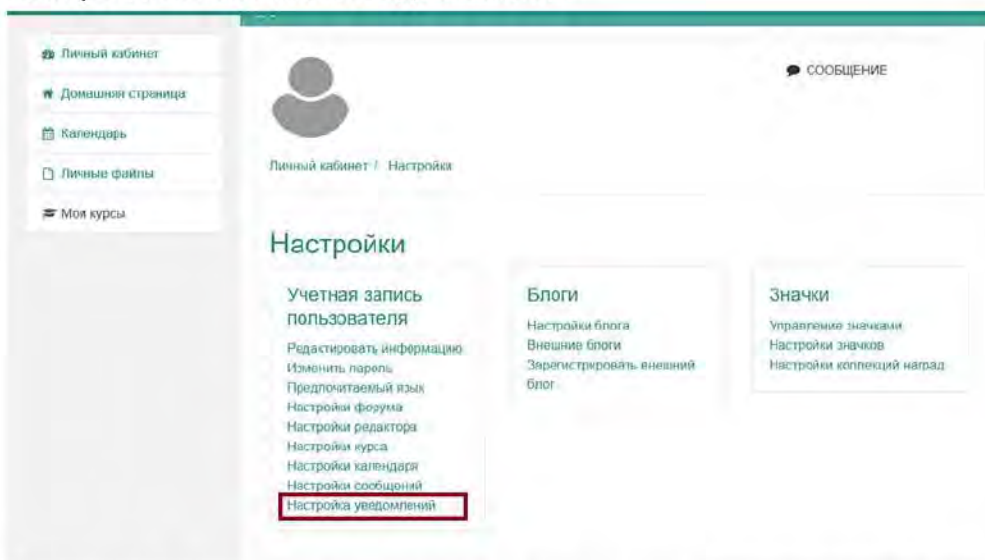 Личный кабинет
Домашняя страница
Календарь
Личные файлы
Мои курсы
СООБЩЕНИЕ
Личный кабинет / Настройки
Настройки
Учетная запись
пользователя
Редактировать информацию
Изменить пароль
Предпочитаемый язык
Настройки форума
Настройки редактора
Настройки курса
Настройки календаря
Настройки сообщений
Настройка уведомлений
Блоги
Настройки блога
Внешние блоги
Зарегистрировать внешний
блог
Значки
Управление значками
Настройки значков
Настройки коллекций наград